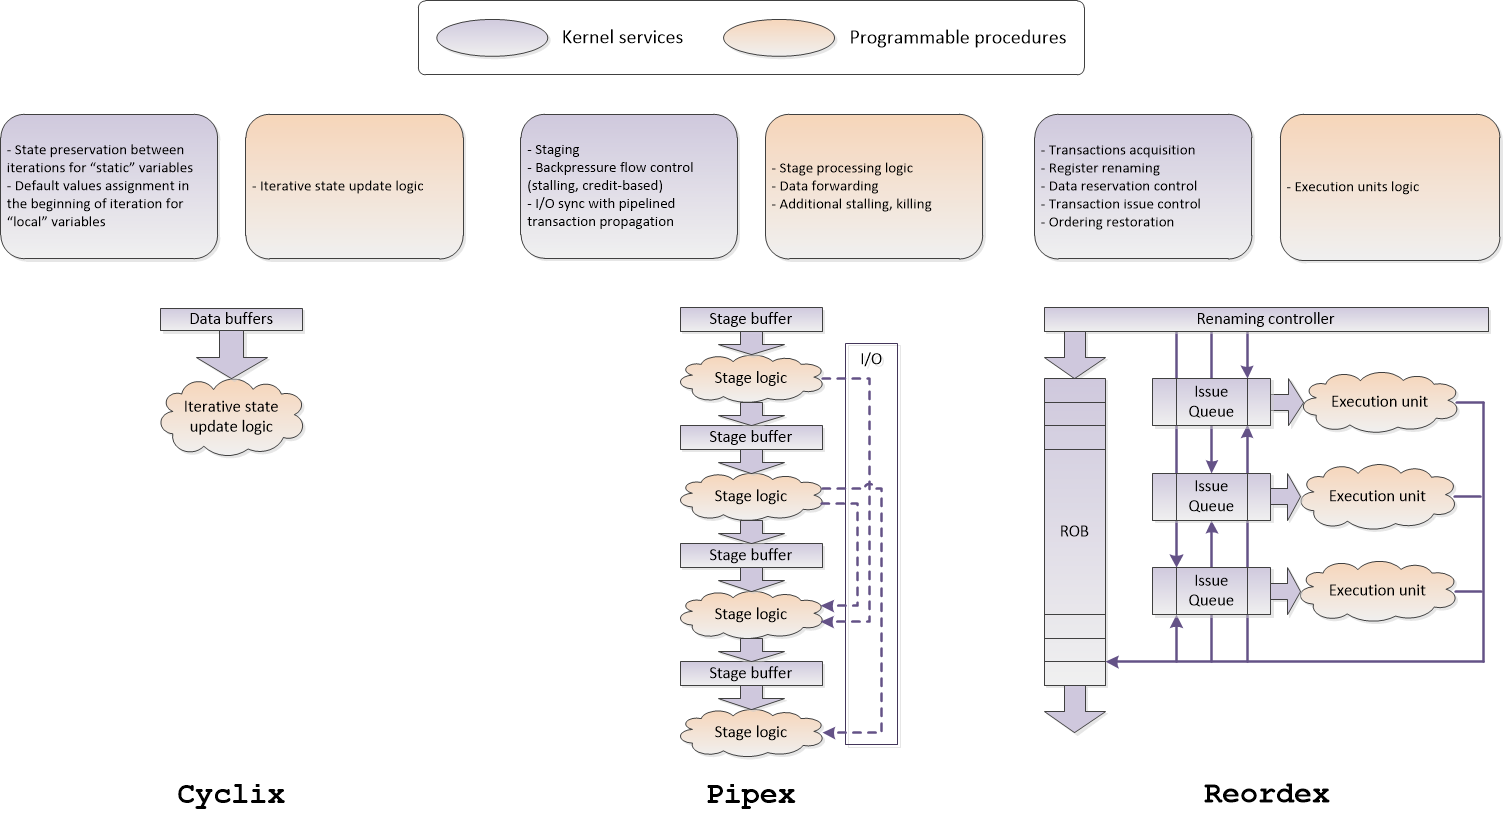 Kernel services
Programmable procedures
- State preservation between
iterations for “static” variables
- Default values assignment in
the beginning of iteration for
“local” variables
- Iterative state update logic
- Staging
- Backpressure flow control
(stalling, credit-based)
- I/O sync with pipelined
transaction propagation
- Stage processing logic
- Data forwarding
- Additional stalling, killing
- Transactions acquisition
- Register renaming
- Data reservation control
- Transaction issue control
- Ordering restoration
- Execution units logic
Data buffers
Iterative state
update logic
Stage buffer
I/O
Stage logic
Stage buffer
Stage logic
Stage buffer
Stage logic
Stage buffer
Stage logic
Renaming controller
ROB
Issue
Queue
Execution unit
Issue
Queue
Execution unit
Issue
Queue
Execution unit
Cyclix
Pipex
Reordex